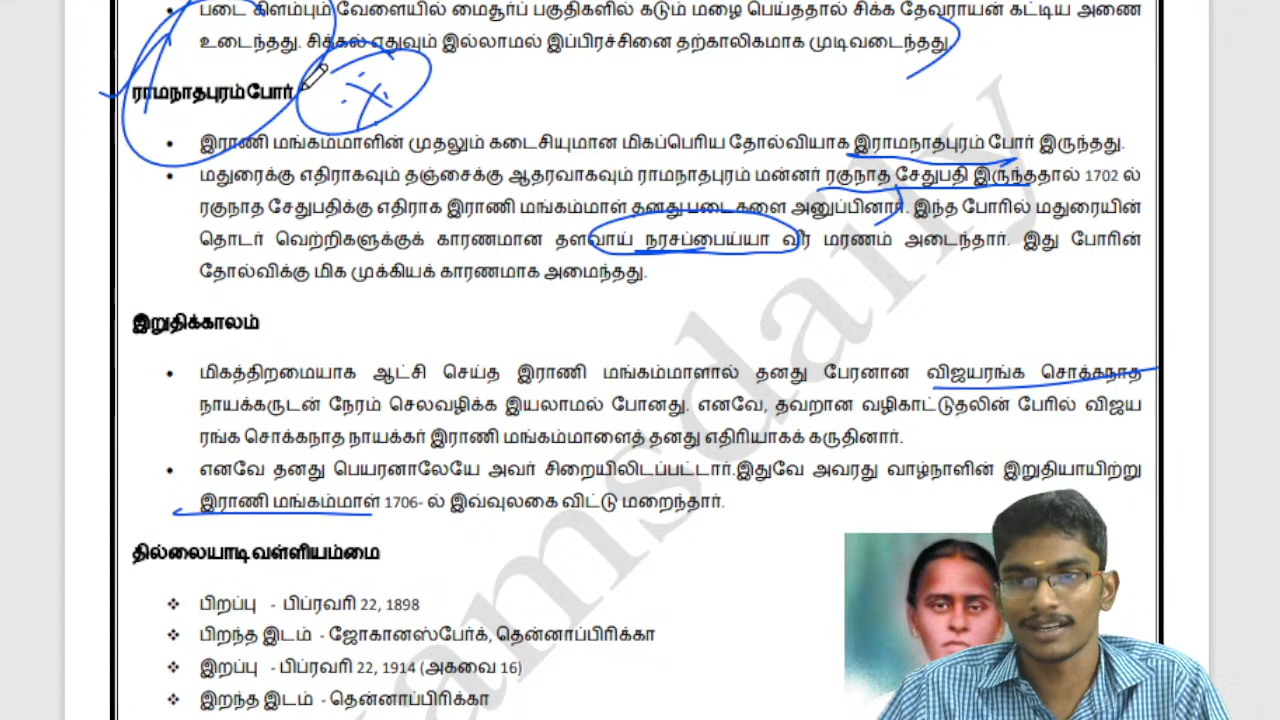 படை கிளம்பும் வேளையில் மைசூர்ப் பகுதிகளில் கடும் மழை பெய்ததால் சிக்க தேவராயன் கட்டிய அணை
உடைந்தது. சிக்கல் ஏதுவும் இல்லாமல் இப்பிரச்சினை தற்காலிகமாக முடிவடைந்தது.
ராமநாதபுரம் போர்
இராணி மங்கம்மாளின் முதலும் கடைசியுமான மிகப்பெரிய தோல்வியாக இராமநாதபுரம் போர் இருந்தது.
மதுரைக்கு எதிராகவும் தஞ்சைக்கு ஆதரவாகவும் ராமநாதபுரம் மன்னர் ரகுநாத சேதுபதி இருந்ததால் 1702 ல்
ரகுநாத சேதுபதிக்கு எதிராக இராணி மங்கம்மாள் தனது படைகளை அனுப்பினார். இந்த போரில் மதுரையின்
தொடர் வெற்றிகளுக்குக் காரணமான தளவாய் நரசப்பைய்யா வீர மரணம் அடைந்தார். இது போரின்
தோல்விக்கு மிக முக்கியக் காரணமாக அமைந்தது.
இறுதிக்காலம்
மிகத்திறமையாக ஆட்சி செய்த இராணி மங்கம்மாளால் தனது பேரனான விஜயரங்க சொக்கநாத
நாயக்கருடன் நேரம் செலவழிக்க இயலாமல் போனது. எனவே, தவறான வழிகாட்டுதலின் பேரில் விஜய
ரங்க சொக்கநாத நாயக்கர் இராணி மங்கம்மாளைத் தனது எதிரியாகக் கருதினார்.
எனவே தனது பெயரனாலேயே அவர் சிறையிலிடப்பட்டார்.இதுவே அவரது வாழ்நாளின் இறுதியாயிற்று
இராணி மங்கம்மாள் 1706- ல் இவ்வுலகை விட்டு மறைந்தார்.
தில்லையாடி வள்ளியம்மை
பிறப்பு - பிப்ரவரி 22, 1898
பிறந்த இடம் - ஜோகானஸ்பேர்க், தென்னாப்பிரிக்கா
இறப்பு - பிப்ரவரி 22, 1914 (அகவை 16)
இறந்த இடம் - தென்னாப்பிரிக்கா